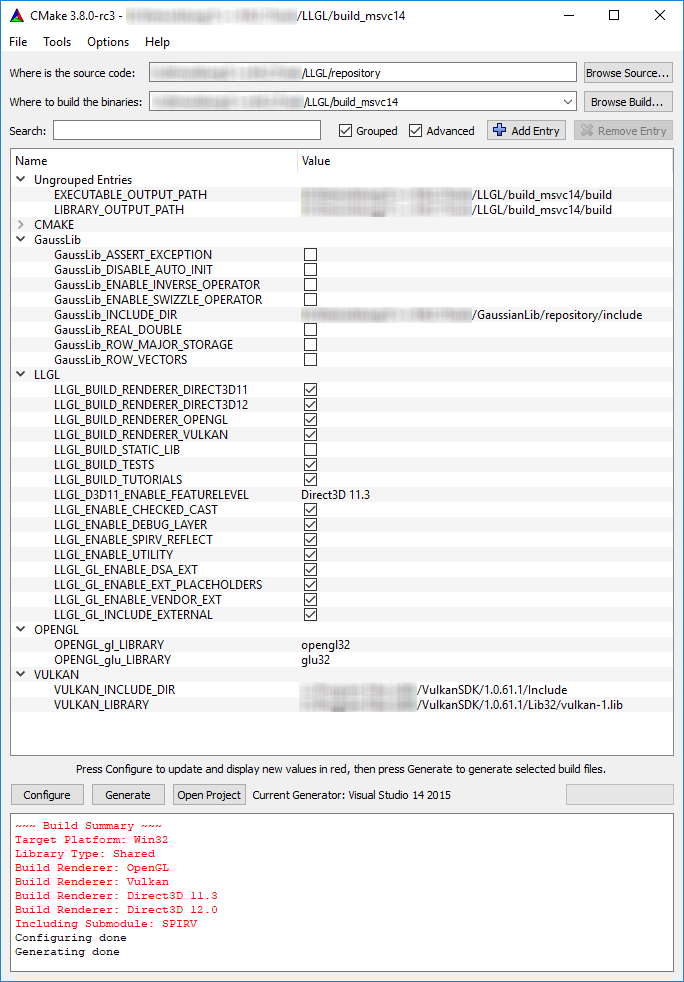 CMake 3.8.0-rc3 - /LLGL/build_msvc14
File Tools Options Help
Where is the source code: /LLGL/repository Browse Source...
Where to build the binaries: /LLGL/build_msvc14 Browse Build...
Search: Grouped Advanced Add Entry Remove Entry
Name Value
Ungrouped Entries
EXECUTABLE_OUTPUT_PATH /LLGL/build_msvc14/build
LIBRARY_OUTPUT_PATH /LLGL/build_msvc14/build
CMAKE
GaussLib
GaussLib_ASSERT_EXCEPTION
GaussLib_DISABLE_AUTO_INIT
GaussLib_ENABLE_INVERSE_OPERATOR
GaussLib_ENABLE_SWIZZLE_OPERATOR
GaussLib_INCLUDE_DIR /GaussianLib/repository/include
GaussLib_REAL_DOUBLE
GaussLib_ROW_MAJOR_STORAGE
GaussLib_ROW_VECTORS
LLGL
LLGL_BUILD_RENDERER_DIRECT3D11
LLGL_BUILD_RENDERER_DIRECT3D12
LLGL_BUILD_RENDERER_OPENGL
LLGL_BUILD_RENDERER_VULKAN
LLGL_BUILD_STATIC_LIB
LLGL_BUILD_TESTS
LLGL_BUILD_TUTORIALS
LLGL_D3D11_ENABLE_FEATURELEVEL Direct3D 11.3
LLGL_ENABLE_CHECKED_CAST
LLGL_ENABLE_DEBUG_LAYER
LLGL_ENABLE_SPIRV_REFLECT
LLGL_ENABLE_UTILITY
LLGL_GL_ENABLE_DSA_EXT
LLGL_GL_ENABLE_EXT_PLACEHOLDERS
LLGL_GL_ENABLE_VENDOR_EXT
LLGL_GL_INCLUDE_EXTERNAL
OPENGL
OPENGL_gl_LIBRARY opengl32
OPENGL_glu_LIBRARY glu32
VULKAN
VULKAN_INCLUDE_DIR /VulkanSDK/1.0.61.1/Include
VULKAN_LIBRARY /VulkanSDK/1.0.61.1/Lib32/vulkan-1.lib
Press Configure to update and display new values in red, then press Generate to generate selected build files.
Configure Generate Open Project Current Generator: Visual Studio 14 2015
~~~ Build Summary ~~~
Target Platform: Win32
Library Type: Shared
Build Renderer: OpenGL
Build Renderer: Vulkan
Build Renderer: Direct3D 11.3
Build Renderer: Direct3D 12.0
Including Submodule: SPIRV
Configuring done
Generating done